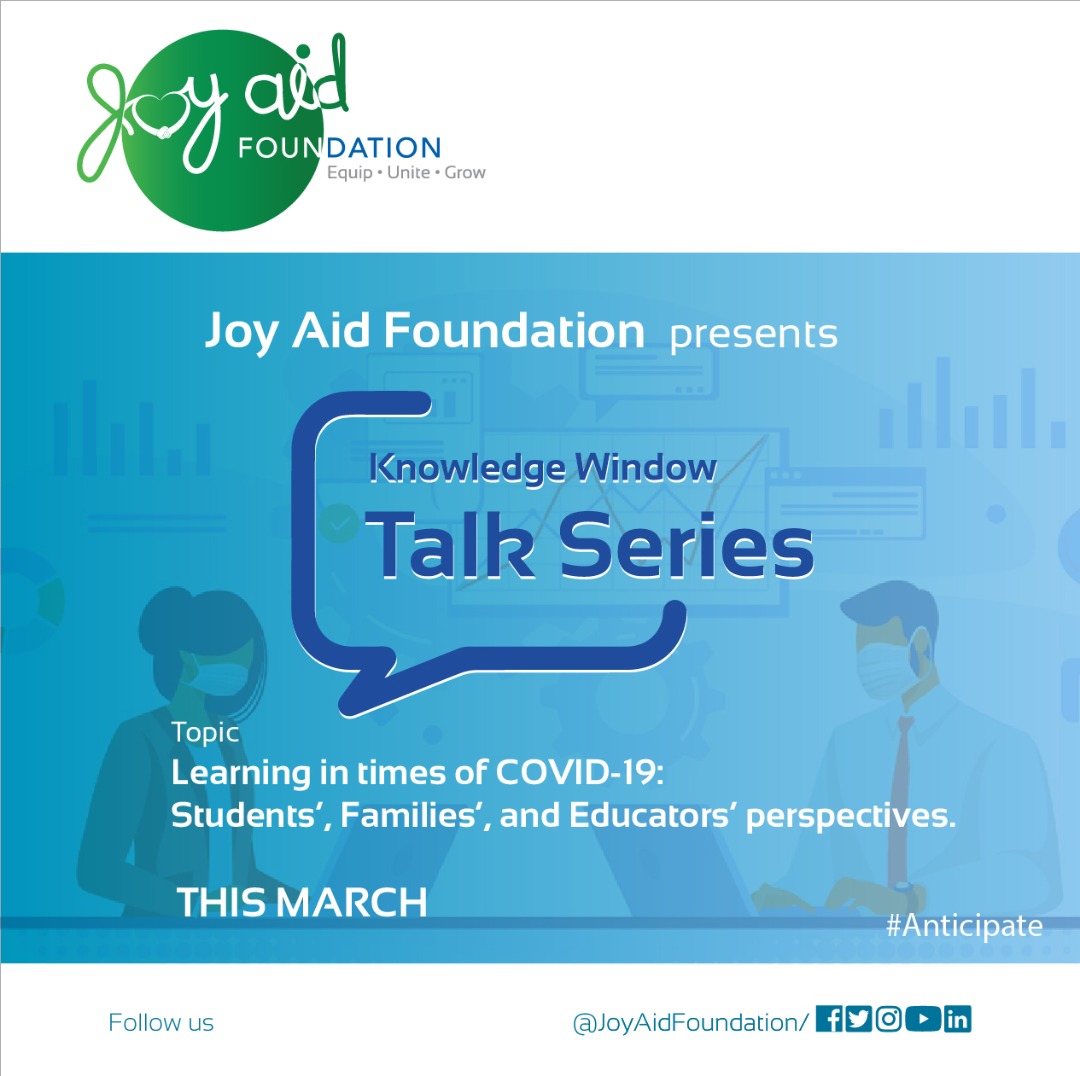 Joy aid
FOUNDATION
Equip • Unite • Grow
Joy Aid Foundation presents
Knowledge Window
Talk Series
Topic
Learning in times of COVID-19:
Students’, Families’, and Educators’ perspectives.
THIS MARCH
#Anticipate
Follow us
@JoyAidFoundation/